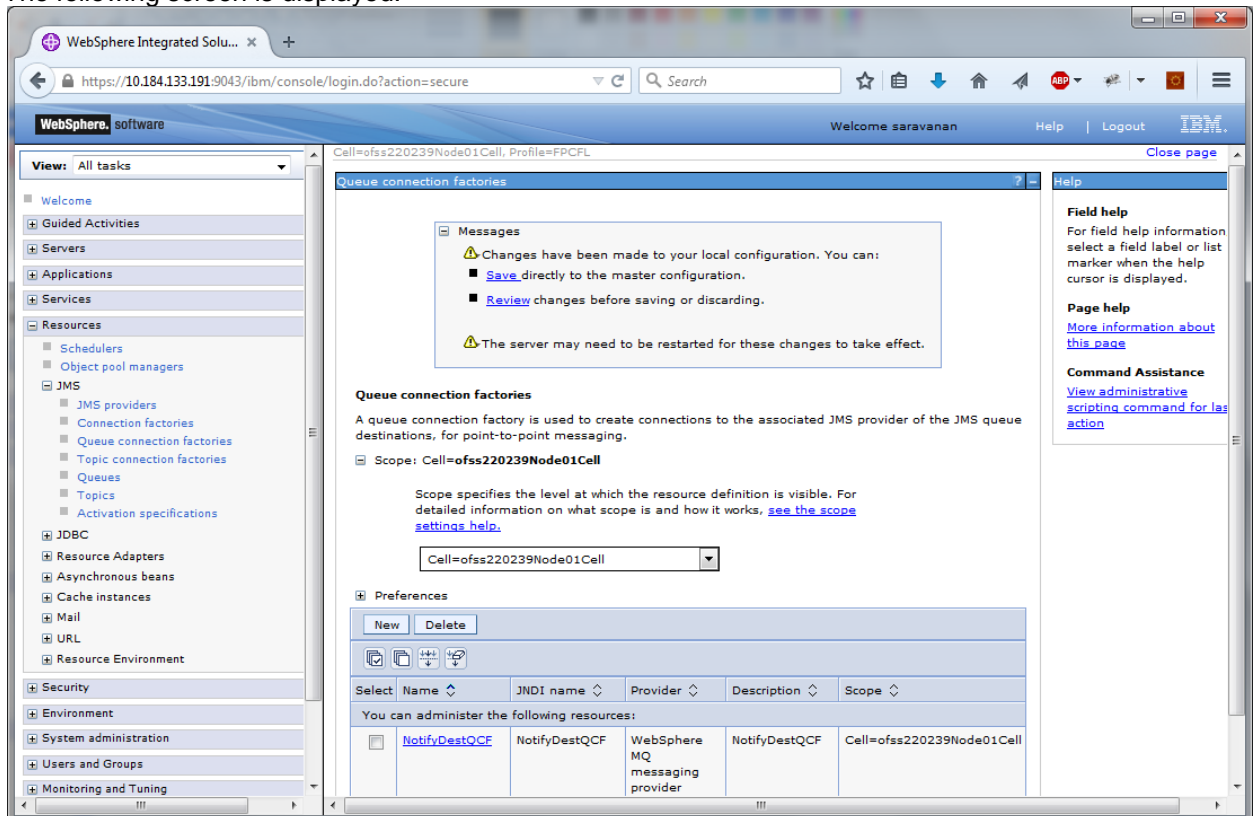 The following screen is displayed.
WebSphere Integrated Solu...
https://10.184.133.191:9043/ibm/console/login.do?action=secure
Search
ABP
WebSphere. software
Welcome saravanan
Help | Logout
IBM.
View: All tasks
Welcome
Guided Activities
Servers
Applications
Services
Resources
Schedulers
Object pool managers
JMS
JMS providers
Connection factories
Queue connection factories
Topic connection factories
Queues
Topics
Activation specifications
JDBC
Resource Adapters
Asynchronous beans
Cache instances
Mail
URL
Resource Environment
Security
Environment
System administration
Users and Groups
Monitoring and Tuning
Cell=ofss220239Node01Cell, Profile=FPCFL
Close page
Queue connection factories ? -
Messages
Changes have been made to your local configuration. You can:
Save directly to the master configuration.
Review changes before saving or discarding.
The server may need to be restarted for these changes to take effect.
Queue connection factories
A queue connection factory is used to create connections to the associated JMS provider of the JMS queue
destinations, for point-to-point messaging.
Scope: Cell=ofss220239Node01Cell
Scope specifies the level at which the resource definition is visible. For
detailed information on what scope is and how it works, see the scope
settings help.
Cell=ofss220239Node01Cell
Preferences
New Delete
Select Name JNDI name Provider Description Scope
You can administer the following resources:
NotifyDestQCF NotifyDestQCF WebSphere NotifyDestQCF Cell=ofss220239Node01Cell
MQ
messaging
provider
Help
Field help
For field help information
select a field label or list
marker when the help
cursor is displayed.
Page help
More information about
this page
Command Assistance
View administrative
scripting command for las
action